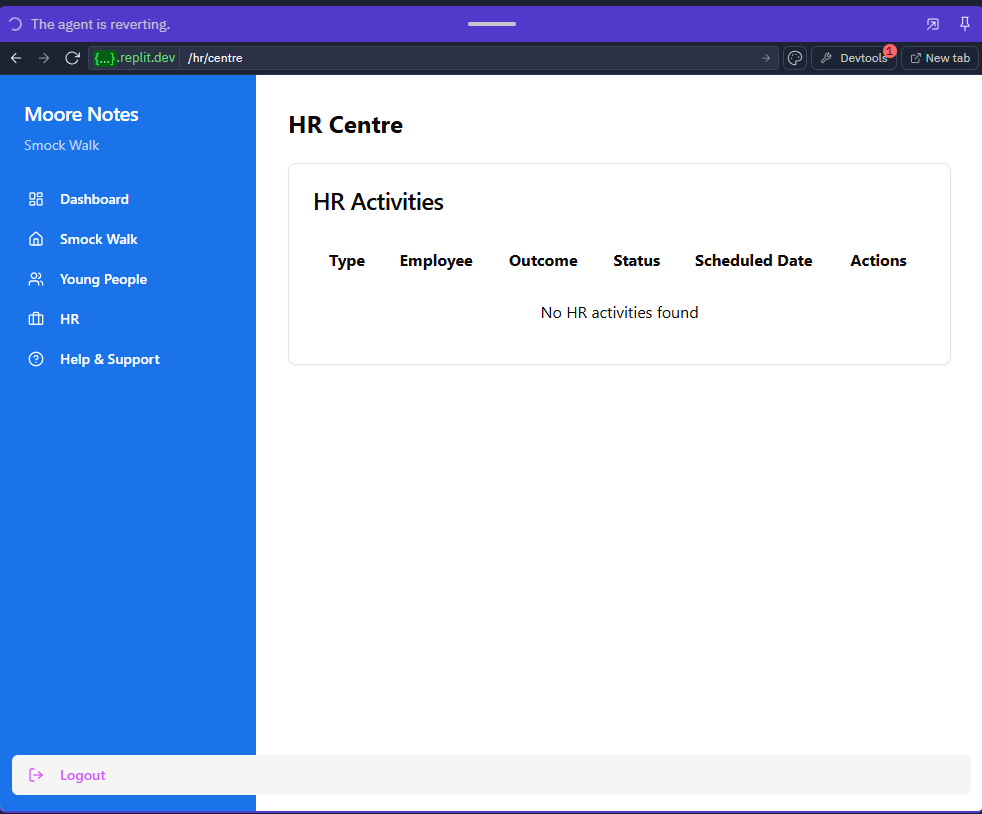 The agent is reverting.
{...}.replit.dev /hr/centre
Devtools 1
New tab
Moore Notes
Smock Walk
Dashboard
Smock Walk
Young People
HR
Help & Support
Logout
HR Centre
HR Activities
Type Employee Outcome Status Scheduled Date Actions
No HR activities found